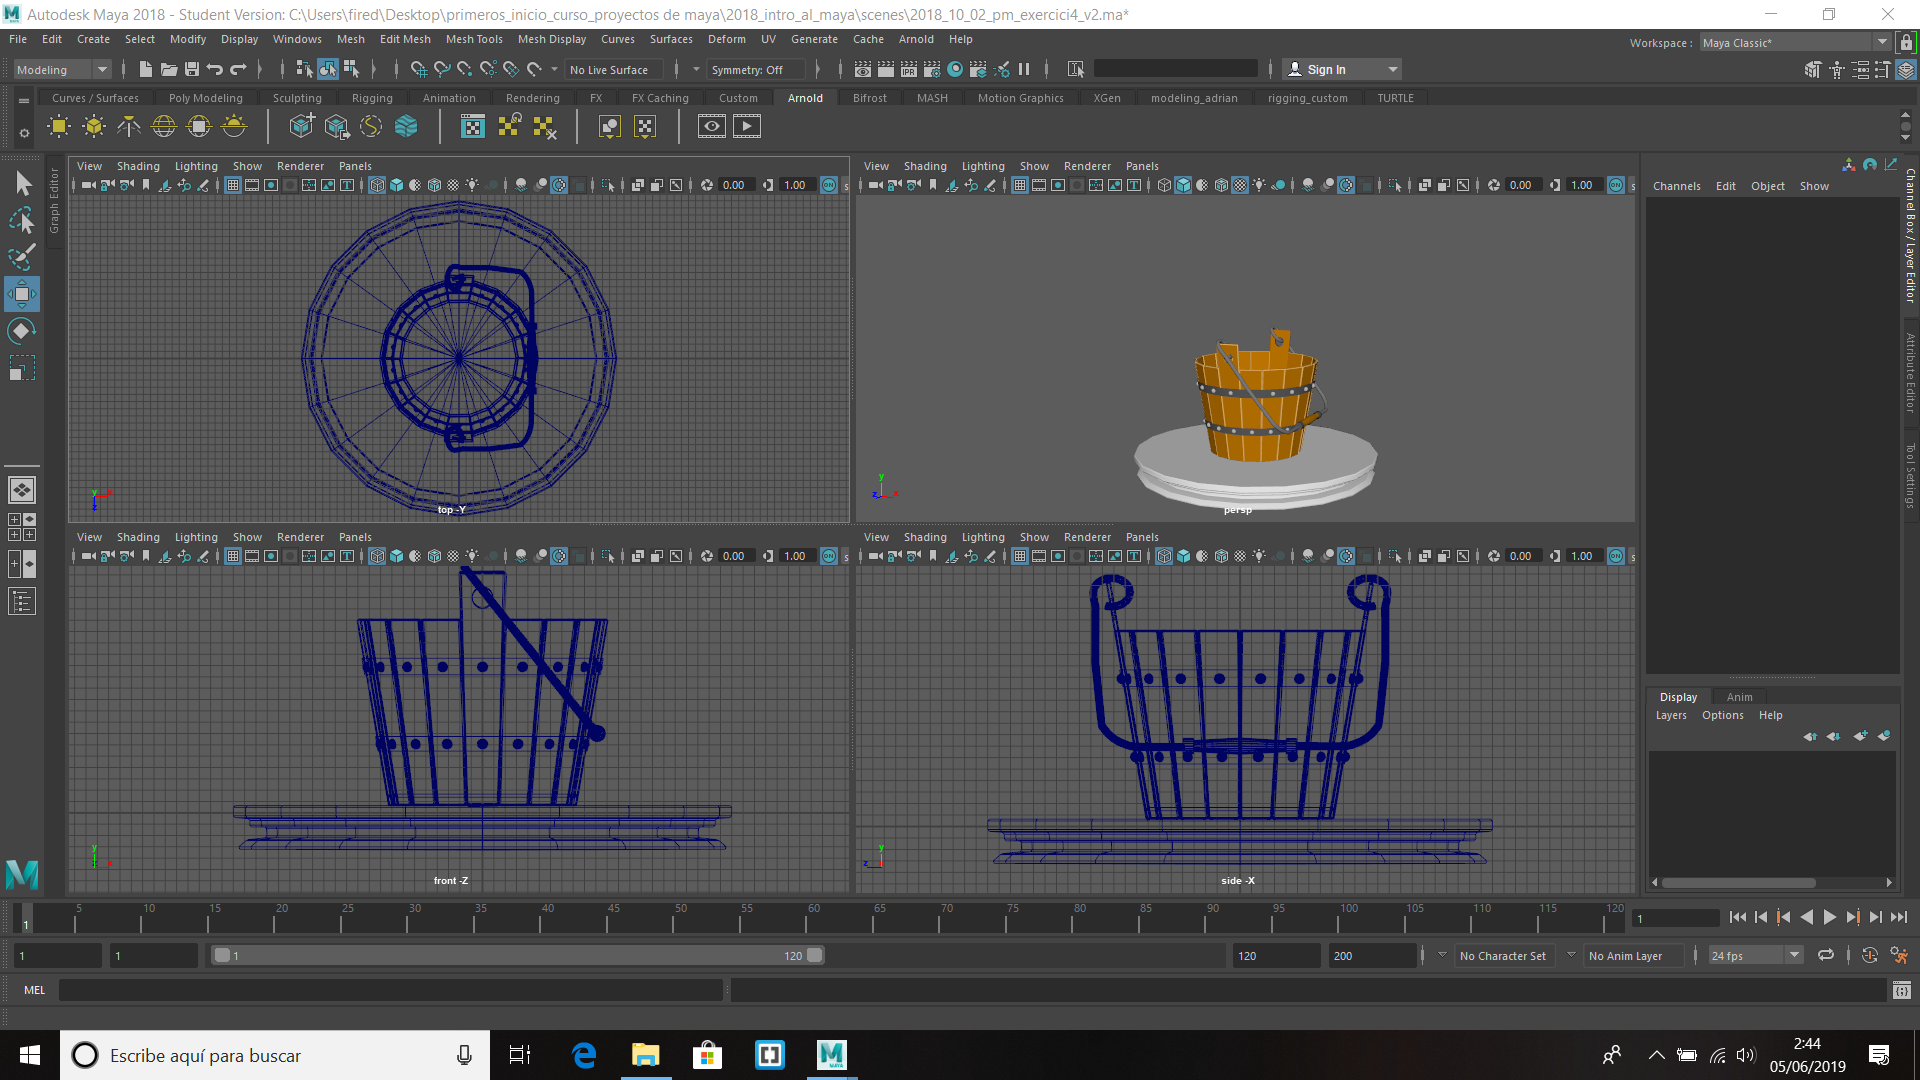 Autodesk Maya 2018 - Student Version: C:\Users\fired\Desktop\primeros_inicio_curso_proyectos de maya\2018_intro_al_maya\scenes\2018_10_02_pm_exercici4_v2.ma*
File Edit Create Select Modify Display Windows Mesh Edit Mesh Mesh Tools Mesh Display Curves Surfaces Deform UV Generate Cache Arnold Help
Workspace : Maya Classic*
Modeling No Live Surface Symmetry: Off Sign In
Curves / Surfaces Poly Modeling Sculpting Rigging Animation Rendering FX FX Caching Custom Arnold Bifrost MASH Motion Graphics XGen modeling_adrian rigging_custom TURTLE
Graph Editor
View Shading Lighting Show Renderer Panels
0.00 1.00
top -Y
View Shading Lighting Show Renderer Panels
0.00 1.00
persp
View Shading Lighting Show Renderer Panels
0.00 1.00
front -Z
View Shading Lighting Show Renderer Panels
0.00 1.00
side -X
Channels Edit Object Show
Channel Box / Layer Editor
Attribute Editor
Tool Settings
Display Anim
Layers Options Help
1 5 10 15 20 25 30 35 40 45 50 55 60 65 70 75 80 85 90 95 100 105 110 115 120 1
1 1 1 120 120 200 No Character Set No Anim Layer 24 fps
MEL
Escribe aquí para buscar
2:44
05/06/2019